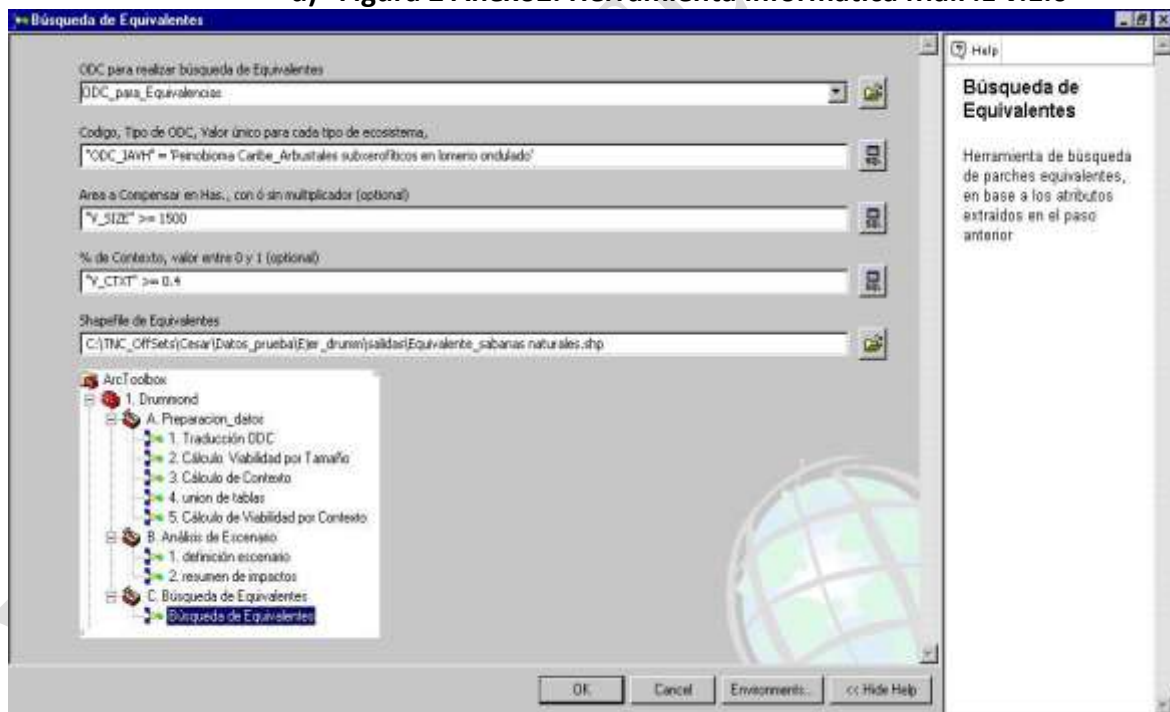 Búsqueda de Equivalentes
ODC para realizar búsqueda de Equivalentes
ODC_para_Equivalencias
Codigo, Tipo de ODC, Valor único para cada tipo de ecosistema,
"ODC_IAVH" = 'Peinobioma Caribe_Arbustales subxerofíticos en lomerio ondulado'
Area a Compensar en Has., con ó sin multiplicador (optional)
"V_SIZE" >= 1500
% de Contexto, valor entre 0 y 1 (optional)
"V_CTXT" >= 0.4
Shapefile de Equivalentes
C:\TNC_OffSets\Cesar\Datos_prueba\Ejer_drumm\salidas\Equivalente_sabanas naturales.shp
ArcToolbox
1. Drummond
A. Preparacion_datos
1. Traducción ODC
2. Cálculo Viabilidad por Tamaño
3. Cálculo de Contexto
4. union de tablas
5. Cálculo de Viabilidad por Contexto
B. Análisis de Escenario
1. definición escenario
2. resumen de impactos
C. Búsqueda de Equivalentes
Búsqueda de Equivalentes
OK
Cancel
Environments...
<< Hide Help
Help
Búsqueda de
Equivalentes
Herramienta de búsqueda
de parches equivalentes,
en base a los atributos
extraidos en el paso
anterior